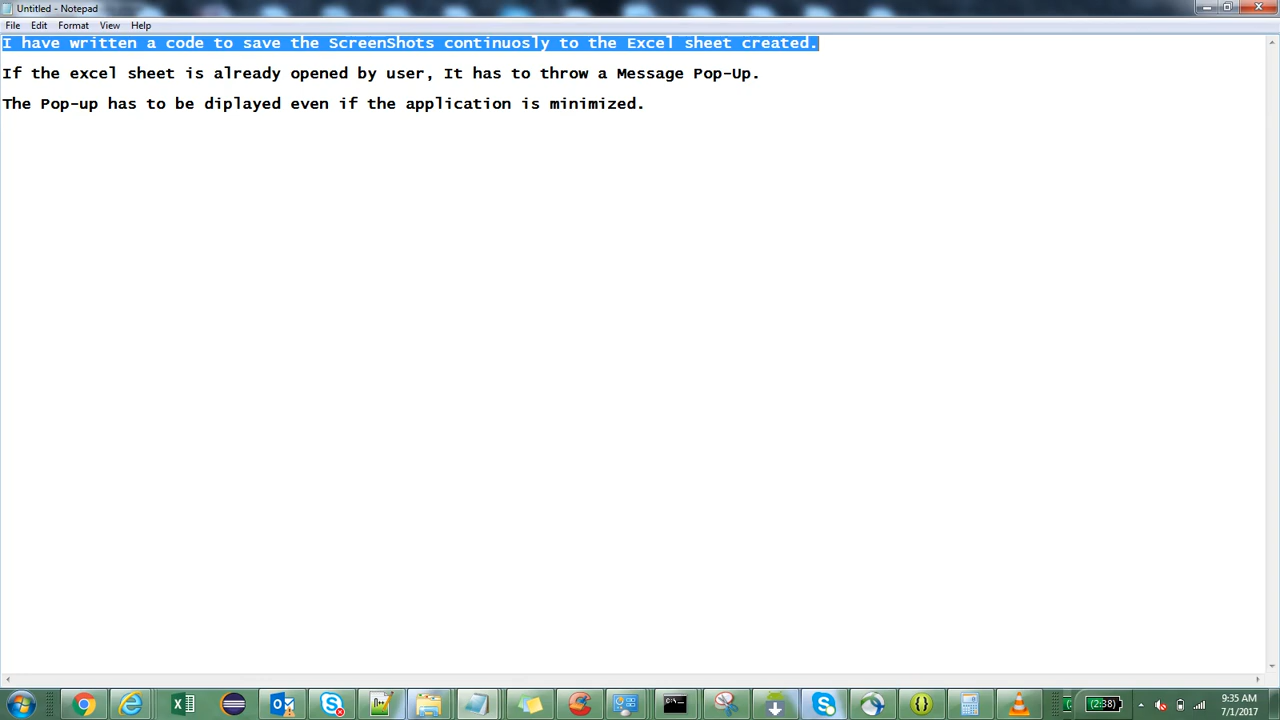 Untitled - Notepad
File Edit Format View Help
I have written a code to save the ScreenShots continuosly to the Excel sheet created.
If the excel sheet is already opened by user, It has to throw a Message Pop-Up.
The Pop-up has to be diplayed even if the application is minimized.
(2:38)
9:35 AM
7/1/2017